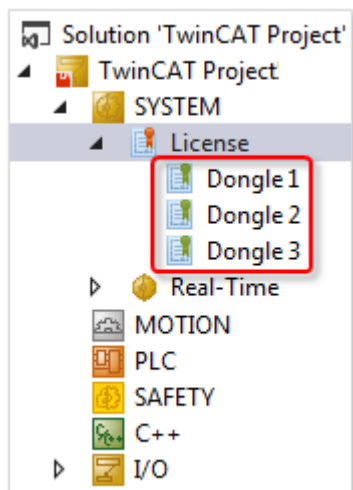 Solution 'TwinCAT Project'
TwinCAT Project
SYSTEM
License
Dongle 1
Dongle 2
Dongle 3
Real-Time
MOTION
PLC
SAFETY
C++
I/O